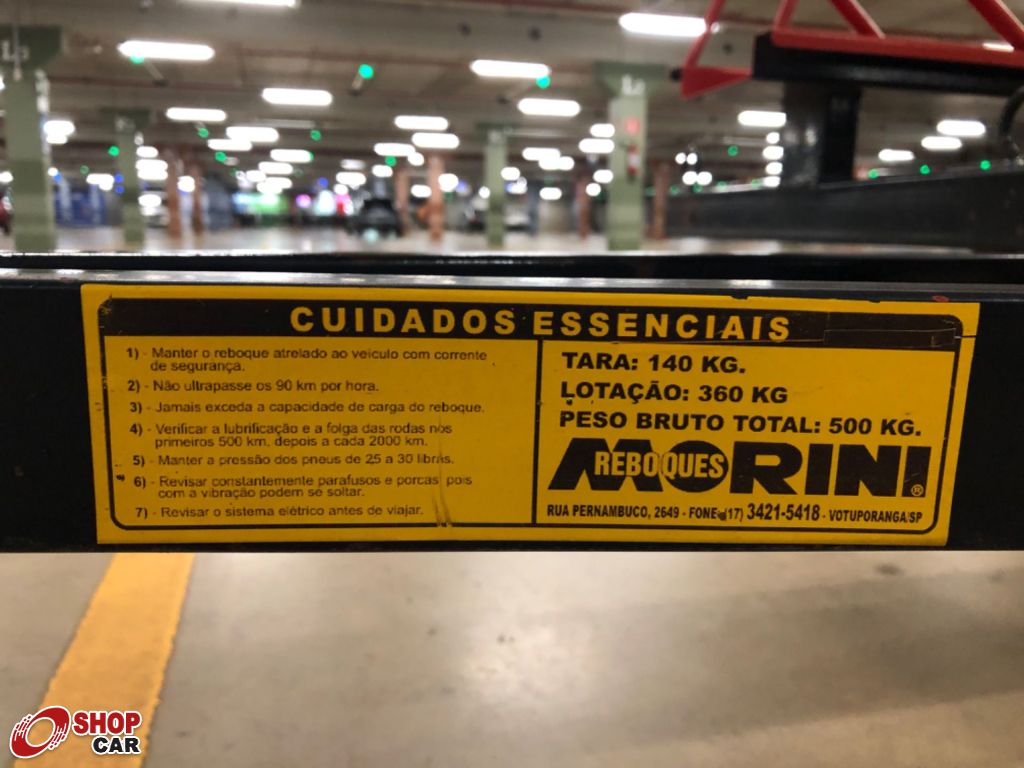 CUIDADOS ESSENCIAIS
1) - Manter o reboque atrelado ao veículo com corrente
de segurança.
2) - Não ultrapasse os 90 km por hora.
3) - Jamais exceda a capacidade de carga do reboque.
4) - Verificar a lubrificação e a folga das rodas nos
primeiros 500 km. depois a cada 2000 km.
5) - Manter a pressão dos pneus de 25 a 30 libras.
6) - Revisar constantemente parafusos e porcas pois
com a vibração podem se soltar.
7) - Revisar o sistema elétrico antes de viajar.
TARA: 140 KG.
LOTAÇÃO: 360 KG
PESO BRUTO TOTAL: 500 KG.
MORINI®
REBOQUES
RUA PERNAMBUCO, 2649 - FONE (17) 3421-5418 - VOTUPORANGA/SP
SHOP
CAR